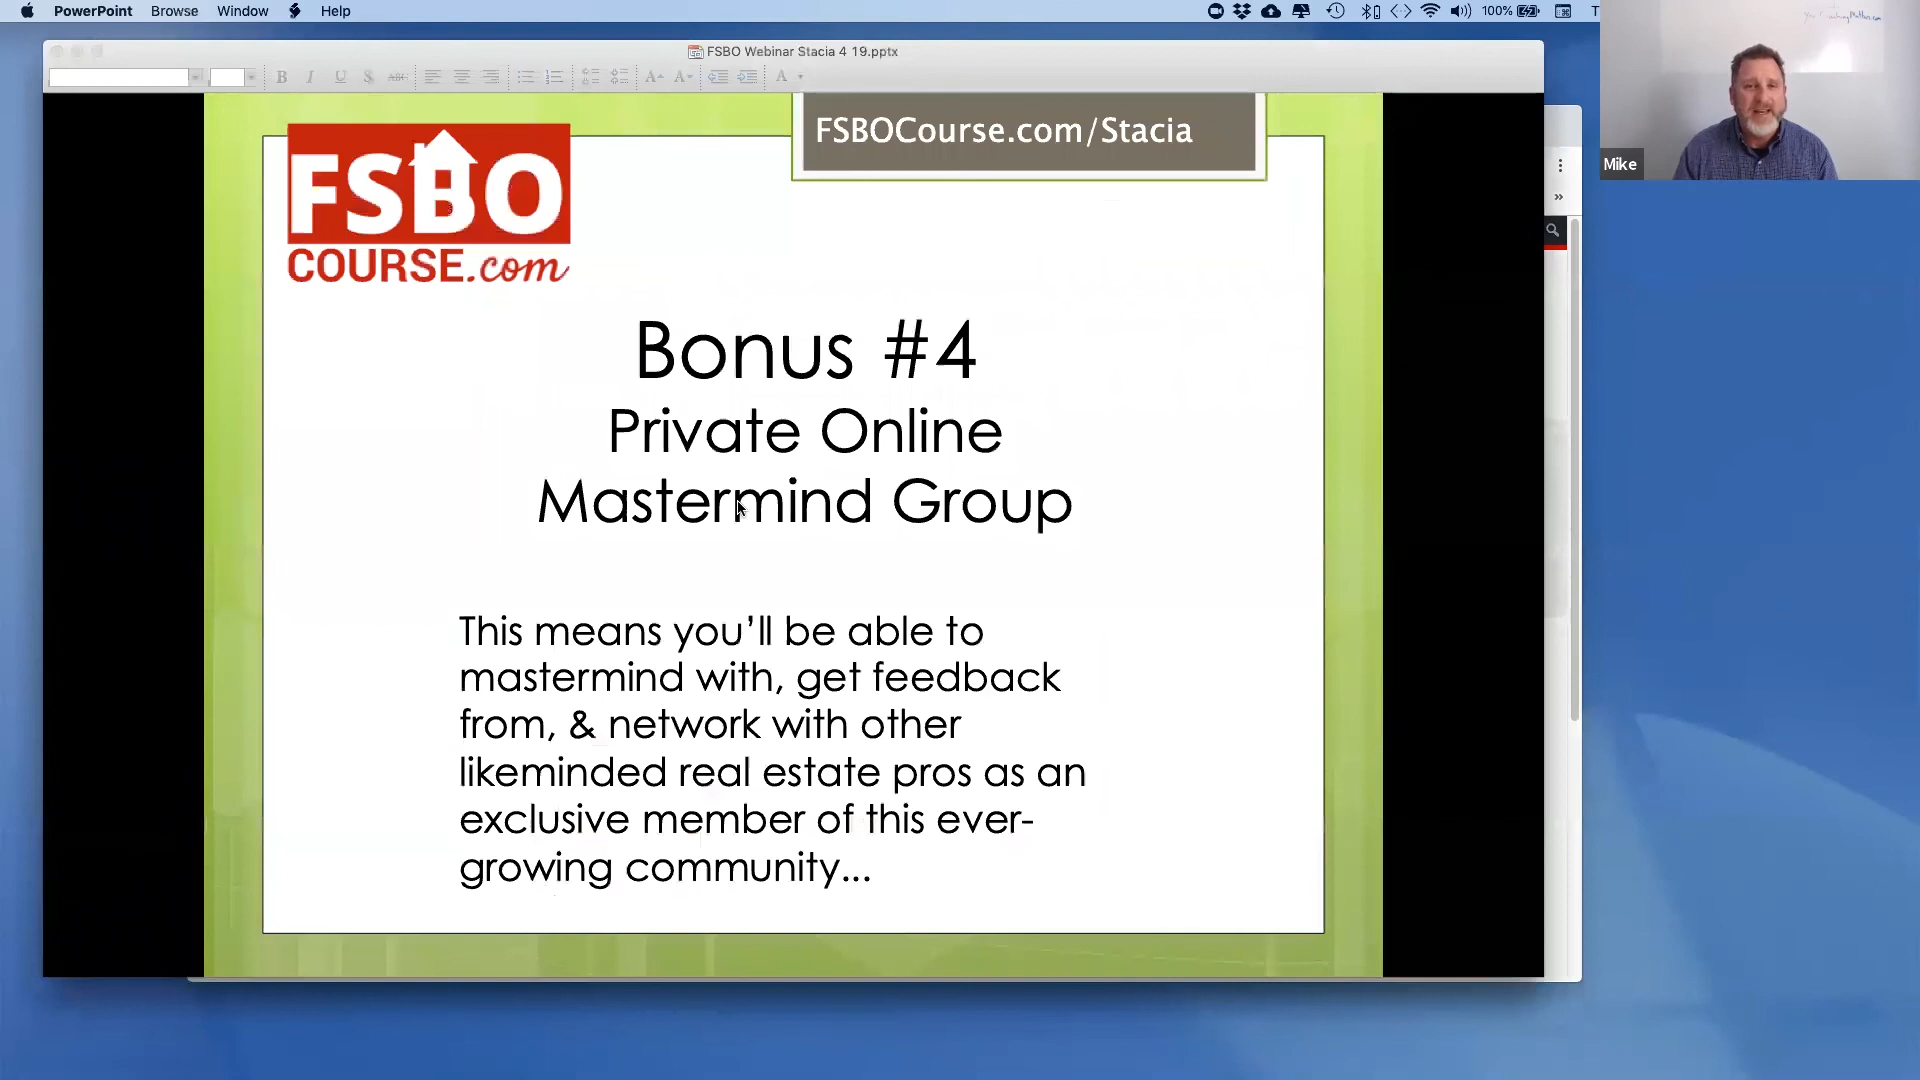 PowerPoint Browse Window Help
100%
FSBO Webinar Stacia 4 19.pptx
B I U S ABC
FSBOCourse.com/Stacia
FSBO
COURSE.com
Mike
Bonus #4
Private Online
Mastermind Group
This means you’ll be able to
mastermind with, get feedback
from, & network with other
likeminded real estate pros as an
exclusive member of this ever-
growing community...